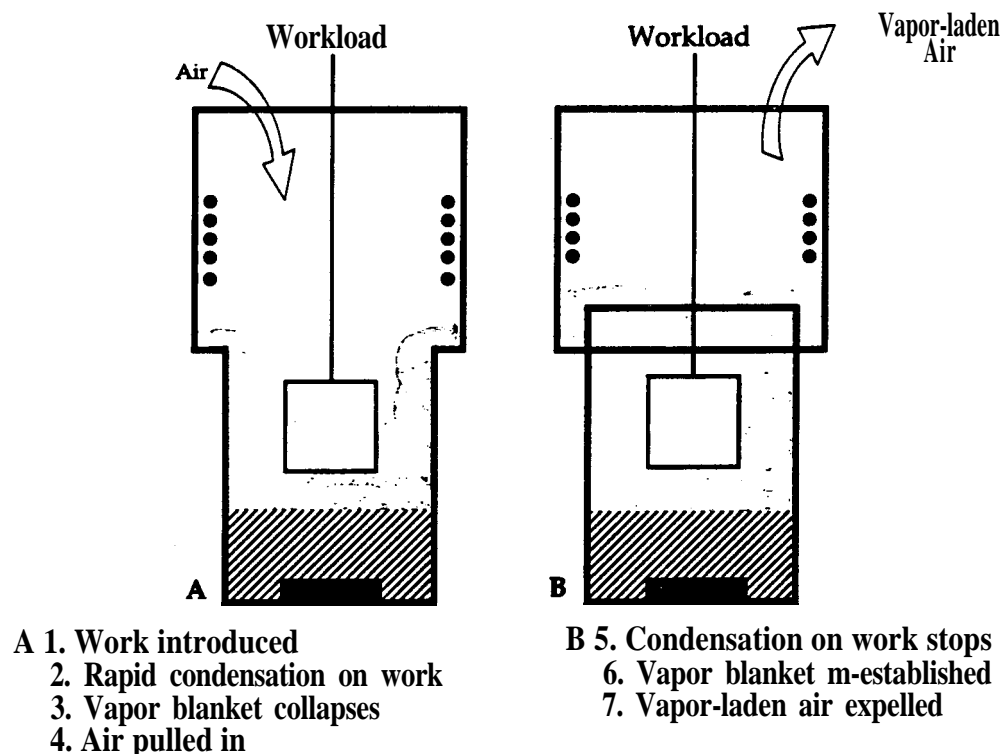 Workload
Air
A
A 1. Work introduced
2. Rapid condensation on work
3. Vapor blanket collapses
4. Air pulled in
Workload
Vapor-laden
Air
B
B 5. Condensation on work stops
6. Vapor blanket m-established
7. Vapor-laden air expelled